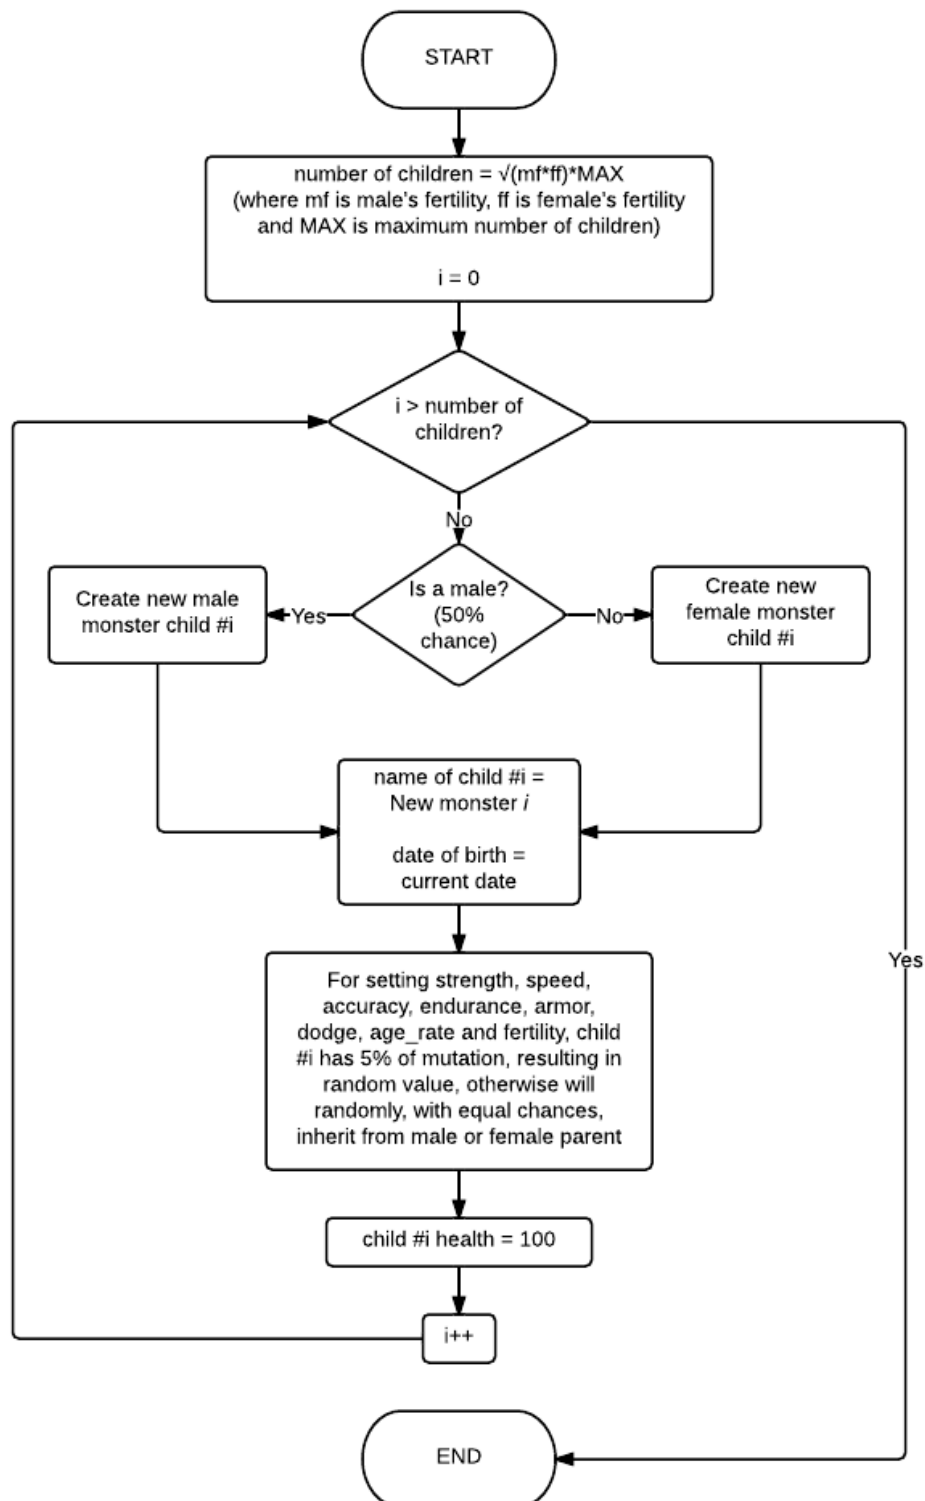 START
number of children = √(mf*ff)*MAX
(where mf is male's fertility, ff is female's fertility
and MAX is maximum number of children)
i = 0
i > number of
children?
No
Is a male?
(50%
chance)
Yes
No
Create new male
monster child #i
Create new
female monster
child #i
name of child #i =
New monster i
date of birth =
current date
Yes
For setting strength, speed,
accuracy, endurance, armor,
dodge, age_rate and fertility, child
#i has 5% of mutation, resulting in
random value, otherwise will
randomly, with equal chances,
inherit from male or female parent
child #i health = 100
i++
END